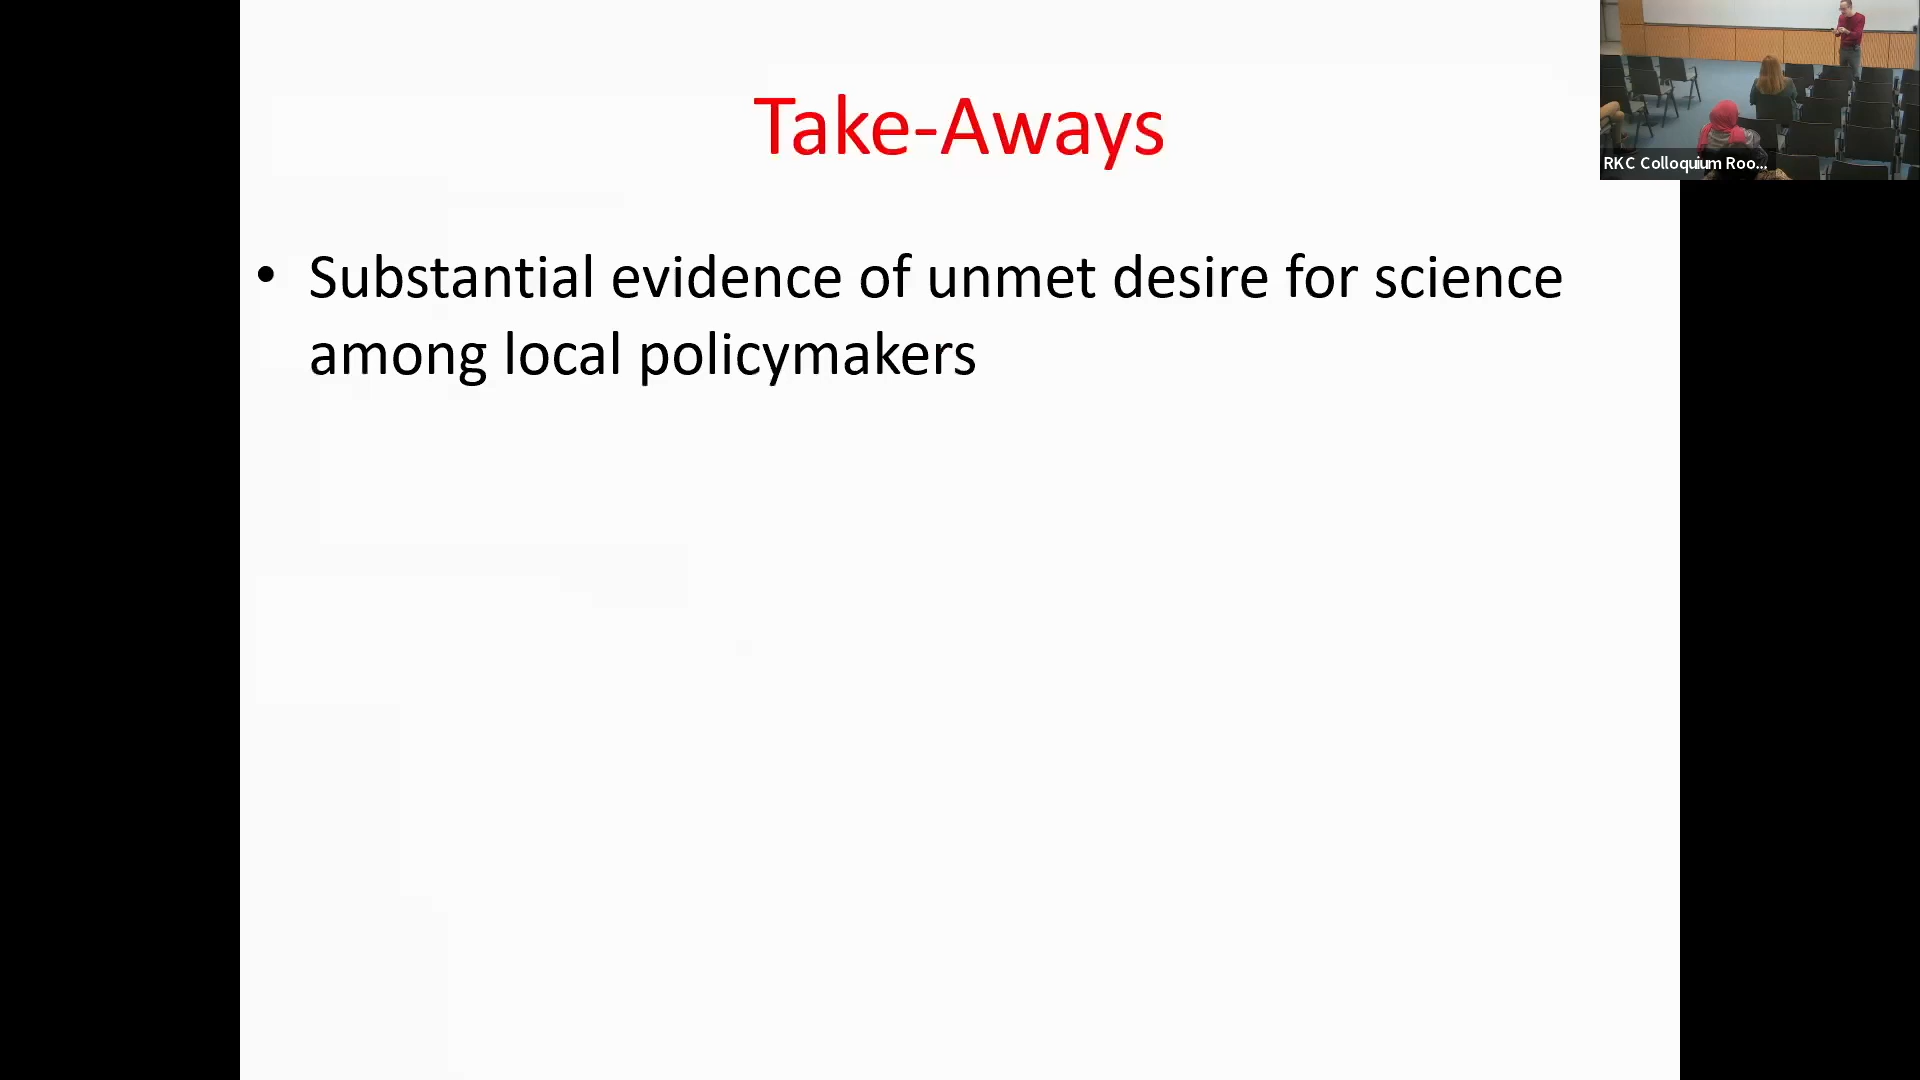 Take-Aways
RKC Colloquium Roo...
• Substantial evidence of unmet desire for science
among local policymakers